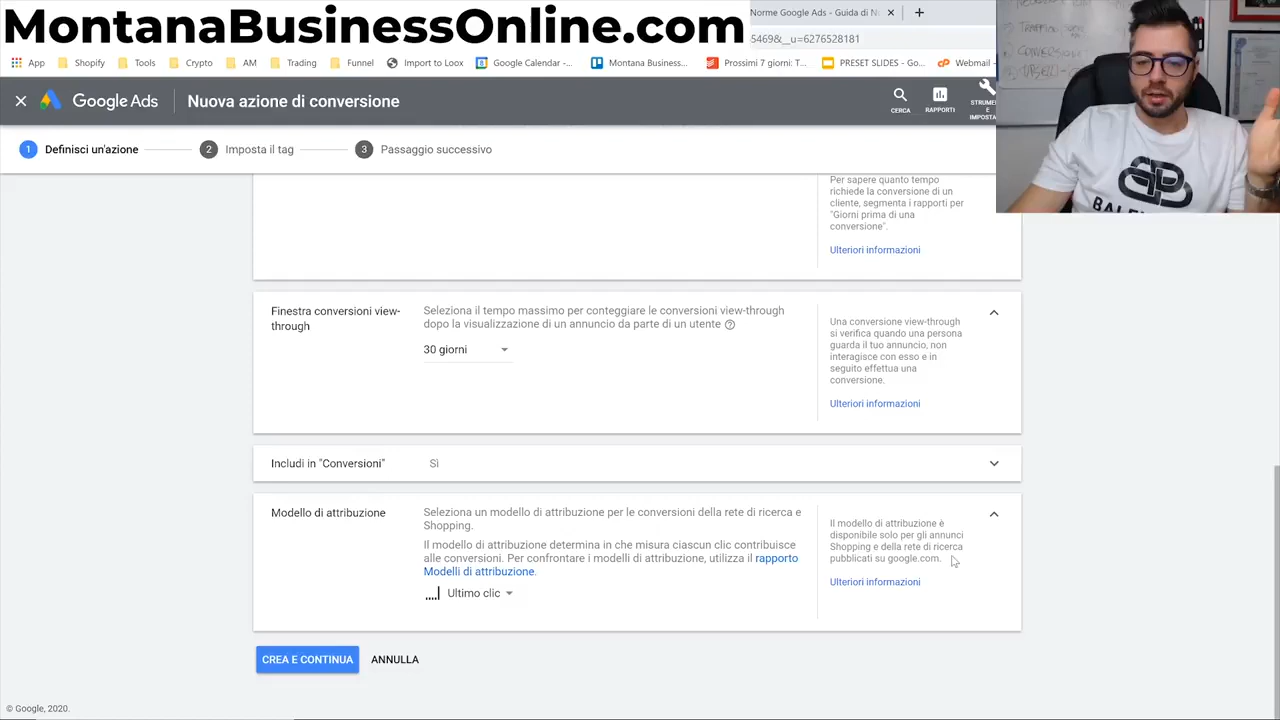 MontanaBusinessOnline.com
Norme Google Ads - Guida di N
5469&__u=6276528181
App Shopify Tools Crypto AM Trading Funnel Import to Loox Google Calendar -... Montana Busines... Prossimi 7 giorni: T... PRESET SLIDES - Go... Webmail
Google Ads Nuova azione di conversione
CERCA
RAPPORTI
STRUME
E
IMPOSTA
1 Definisci un'azione 2 Imposta il tag 3 Passaggio successivo
Per sapere quanto tempo
richiede la conversione di un
cliente, segmenta i rapporti per
"Giorni prima di una
conversione".
Ulteriori informazioni
Finestra conversioni view-
through
Seleziona il tempo massimo per conteggiare le conversioni view-through
dopo la visualizzazione di un annuncio da parte di un utente
30 giorni
Una conversione view-through
si verifica quando una persona
guarda il tuo annuncio, non
interagisce con esso e in
seguito effettua una
conversione.
Ulteriori informazioni
Includi in "Conversioni" Sì
Modello di attribuzione
Seleziona un modello di attribuzione per le conversioni della rete di ricerca e
Shopping.
Il modello di attribuzione determina in che misura ciascun clic contribuisce
alle conversioni. Per confrontare i modelli di attribuzione, utilizza il rapporto
Modelli di attribuzione.
Ultimo clic
Il modello di attribuzione è
disponibile solo per gli annunci
Shopping e della rete di ricerca
pubblicati su google.com.
Ulteriori informazioni
CREA E CONTINUA ANNULLA
© Google, 2020.